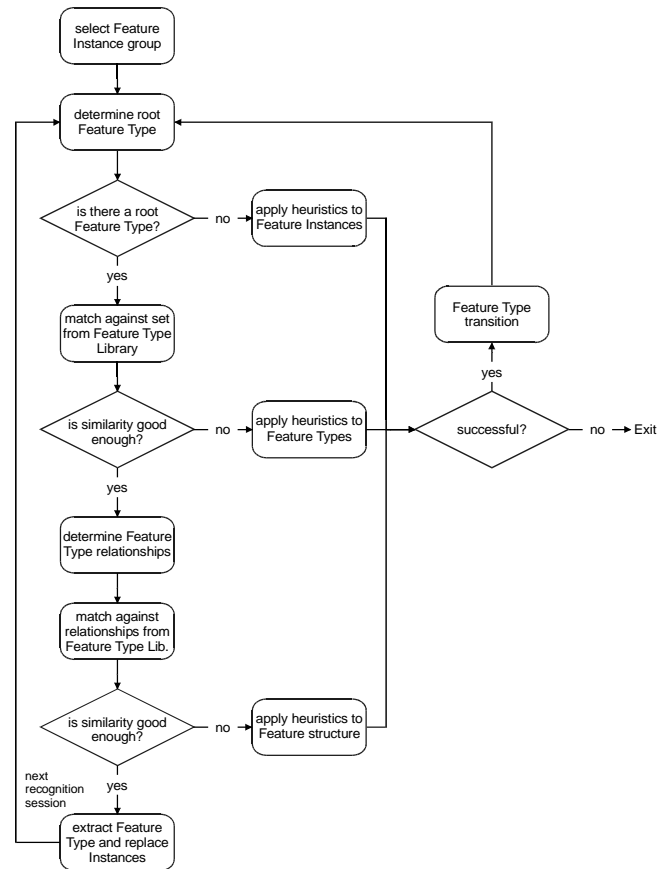 select Feature
Instance group
determine root
Feature Type
is there a root
Feature Type?
no
apply heuristics to
Feature Instances
yes
match against set
from Feature Type
Library
Feature Type
transition
yes
is similarity good
enough?
no
apply heuristics to
Feature Types
successful?
no
Exit
yes
determine Feature
Type relationships
match against
relationships from
Feature Type Lib.
is similarity good
enough?
no
apply heuristics to
Feature structure
next
recognition
session
yes
extract Feature
Type and replace
Instances